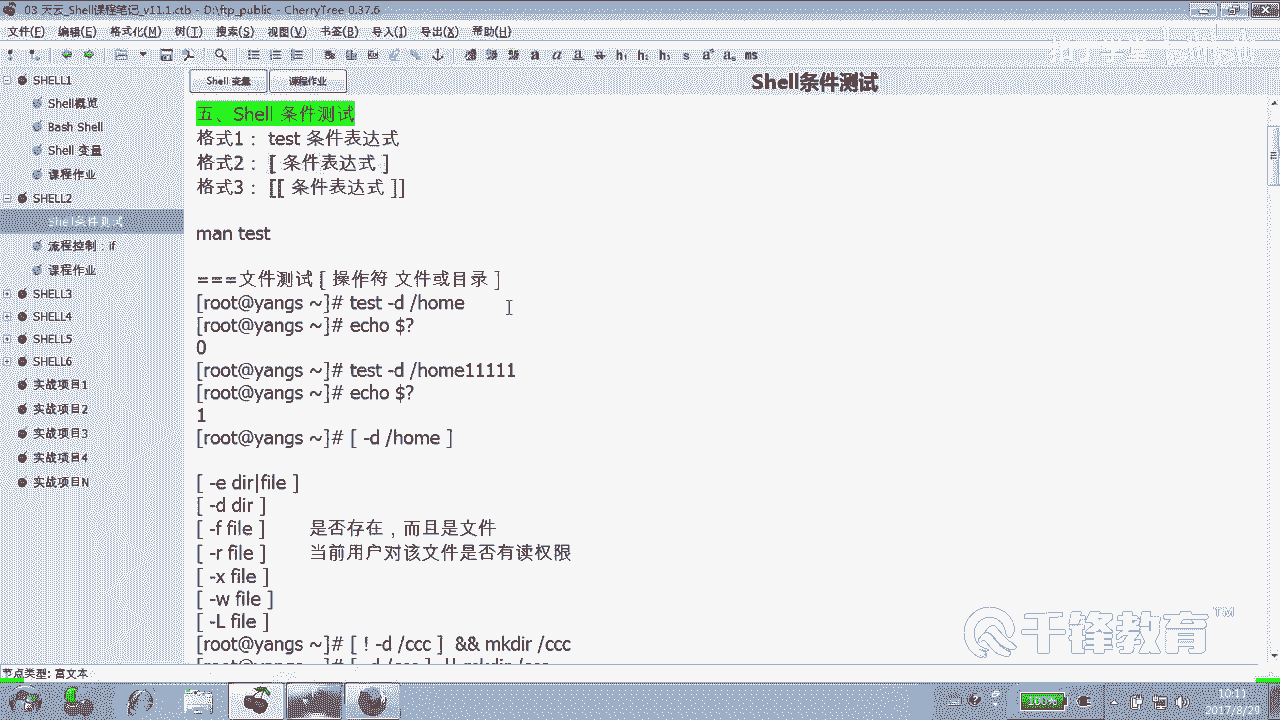 03 天云_Shell课程笔记_v11.1.ctb - D:\ftp_public - CherryTree 0.37.6
文件(F) 编辑(E) 格式化(M) 树(T) 搜索(S) 视图(V) 书签(B) 导入(I) 导出(X) 帮助(H)
SHELL1
Shell概览
Bash Shell
Shell 变量
课程作业
SHELL2
Shell条件测试
流程控制：if
课程作业
SHELL3
SHELL4
SHELL5
SHELL6
实战项目1
实战项目2
实战项目3
实战项目4
实战项目N
Shell 变量
课程作业
Shell条件测试
五、Shell 条件测试
格式1： test 条件表达式
格式2： [ 条件表达式 ]
格式3： [[ 条件表达式 ]]
man test
===文件测试 [ 操作符 文件或目录 ]
[root@yangs ~]# test -d /home
[root@yangs ~]# echo $?
0
[root@yangs ~]# test -d /home11111
[root@yangs ~]# echo $?
1
[root@yangs ~]# [ -d /home ]
[ -e dir|file ]
[ -d dir ]
[ -f file ] 是否存在，而且是文件
[ -r file ] 当前用户对该文件是否有读权限
[ -x file ]
[ -w file ]
[ -L file ]
[root@yangs ~]# [ ! -d /ccc ] && mkdir /ccc
[root@yangs ~]# [ -d /ccc ] || mkdir /ccc
千锋教育™
节点类型: 富文本
100%
10:11
2017/8/29